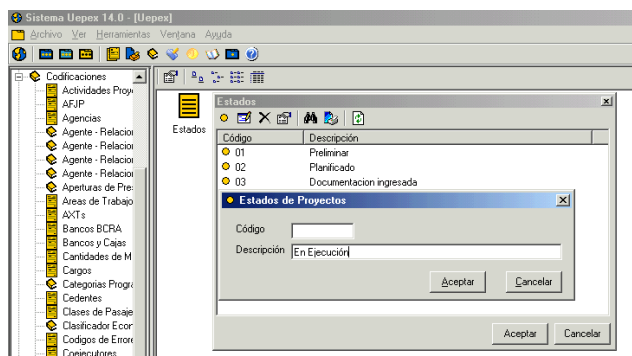 Sistema Uepex 14.0 - [Uepex]
Archivo Ver Herramientas Ventana Ayuda
Codificaciones
Actividades Proy
AFJP
Agencias
Agente - Relacion
Agente - Relacion
Agente - Relacion
Agente - Relacion
Aperturas de Pre
Areas de Trabajo
AXTs
Bancos BCRA
Bancos y Cajas
Cantidades de M
Cargos
Categorias Progra
Cedentes
Clases de Pasaje
Clasificador Econ
Codigos de Errore
Coejecutores
Estados
Estados
Código Descripción
01 Preliminar
02 Planificado
03 Documentacion ingresada
Estados de Proyectos
Código
Descripción En Ejecución
Aceptar Cancelar
Aceptar Cancelar